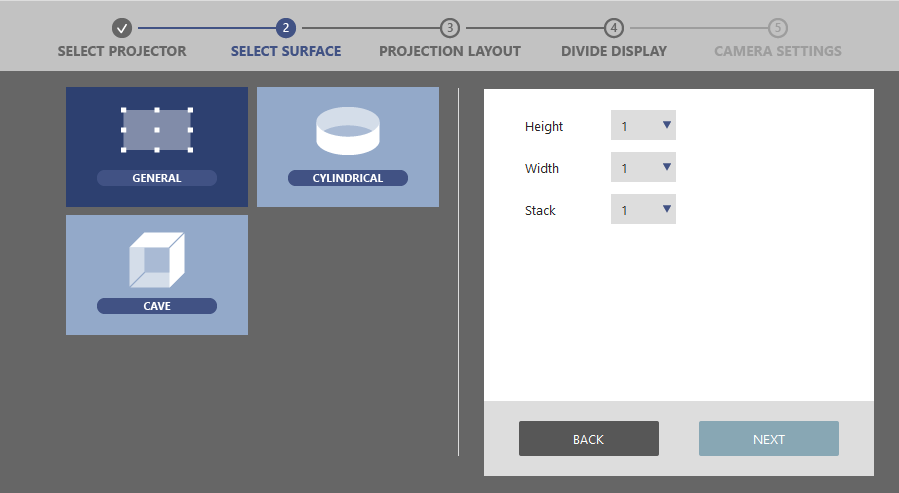 2 3 4 5
SELECT PROJECTOR SELECT SURFACE PROJECTION LAYOUT DIVIDE DISPLAY CAMERA SETTINGS
GENERAL
CYLINDRICAL
CAVE
Height 1
Width 1
Stack 1
BACK NEXT